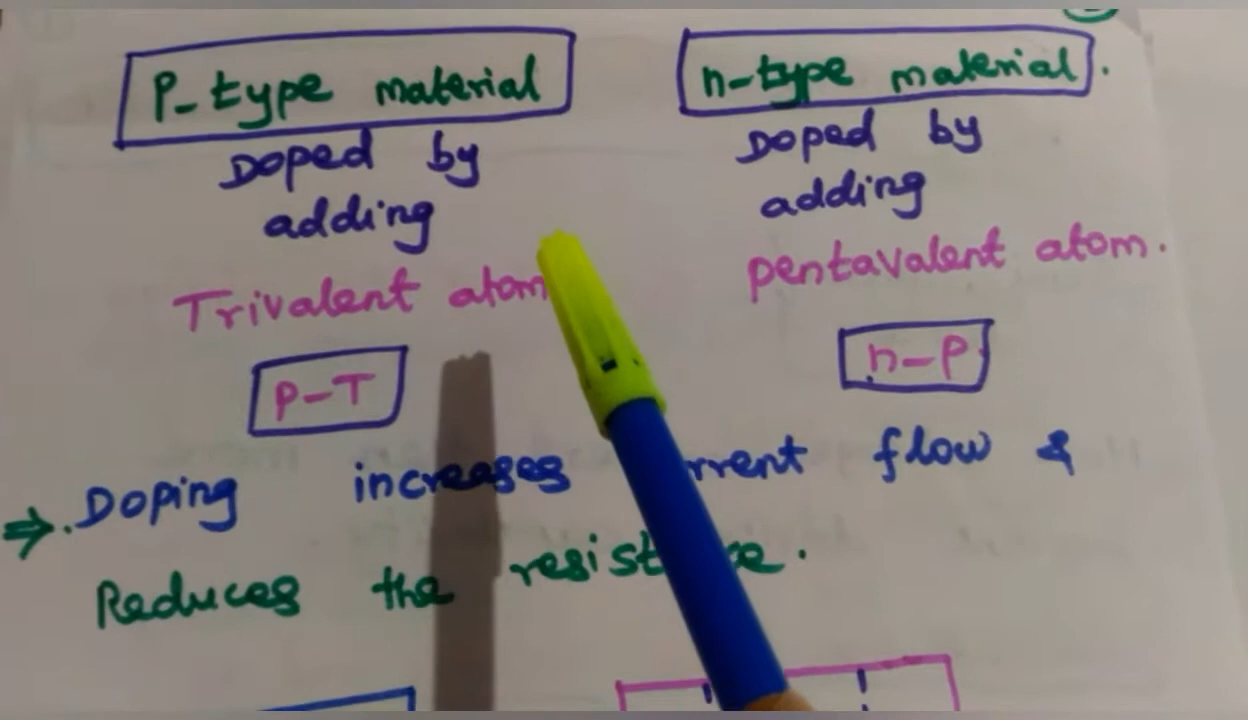 P-type material
n-type material.
Doped by
adding
Doped by
adding
Trivalent atom
pentavalent atom.
P-T
n-P
⇒.Doping increases flow &
Reduces the